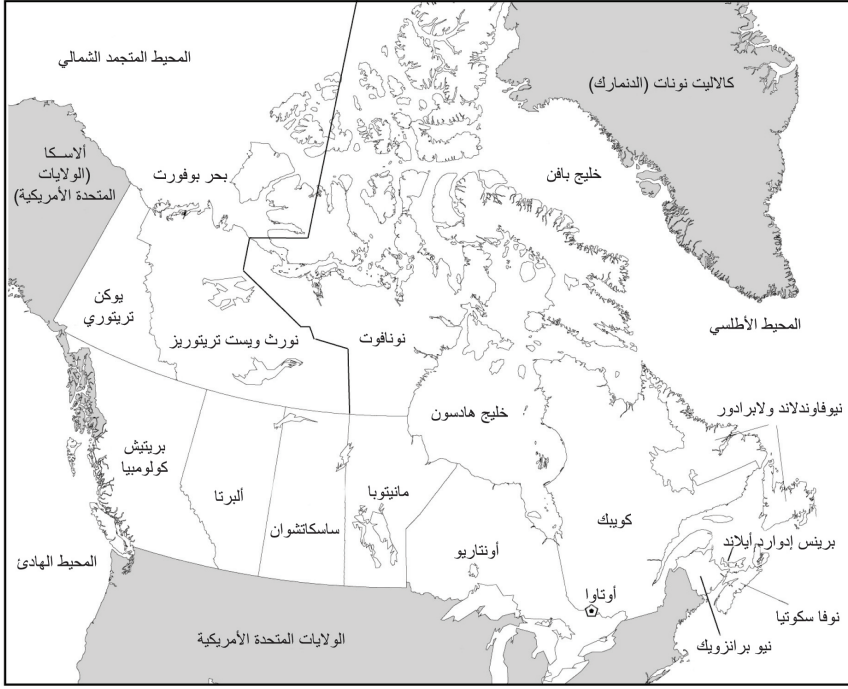 المحيط المتجمد الشمالي
كالاليت نونات (الدنمارك)
ألاسكا
(الولايات
المتحدة الأمريكية)
بحر بوفورت
خليج بافن
يوكن
تريتوري
نورث ويست تريتوريز
نونافوت
المحيط الأطلسي
نيوفاوندلاند ولابرادور
خليج هادسون
بريتيش
كولومبيا
ألبرتا
ساسكاتشوان
مانيتوبا
أونتاريو
كويبك
برينس إدوارد أيلاند
المحيط الهادئ
أوتاوا
نوفا سكوتيا
نيو برانزويك
الولايات المتحدة الأمريكية